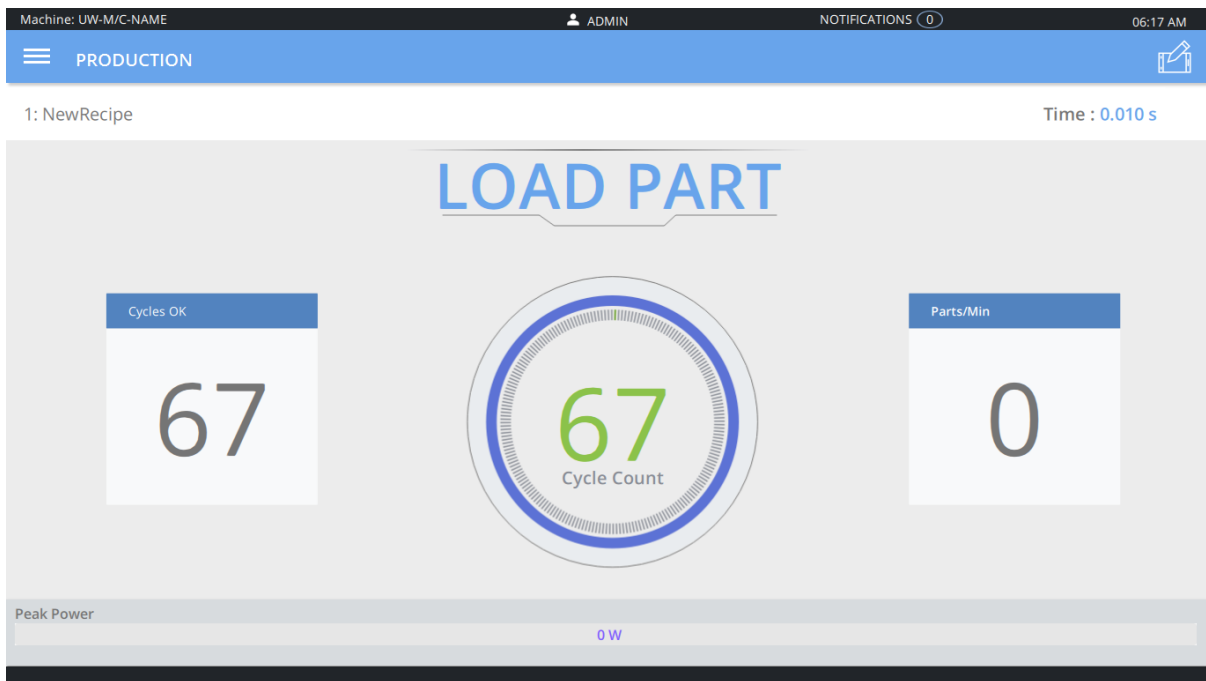 Machine: UW-M/C-NAME ADMIN NOTIFICATIONS 0 06:17 AM
PRODUCTION
1: NewRecipe Time : 0.010 s
LOAD PART
Cycles OK
67
67
Cycle Count
Parts/Min
0
Peak Power
0 W